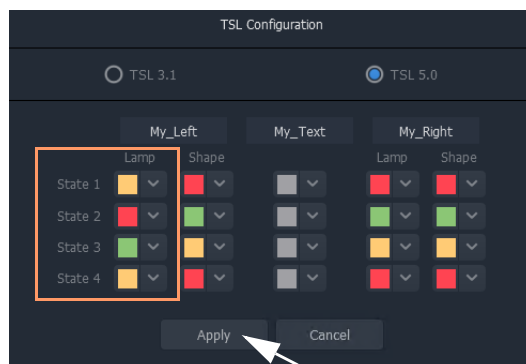 TSL Configuration
TSL 3.1 TSL 5.0
My_Left My_Text My_Right
Lamp Shape Lamp Shape
State 1
State 2
State 3
State 4
Apply Cancel